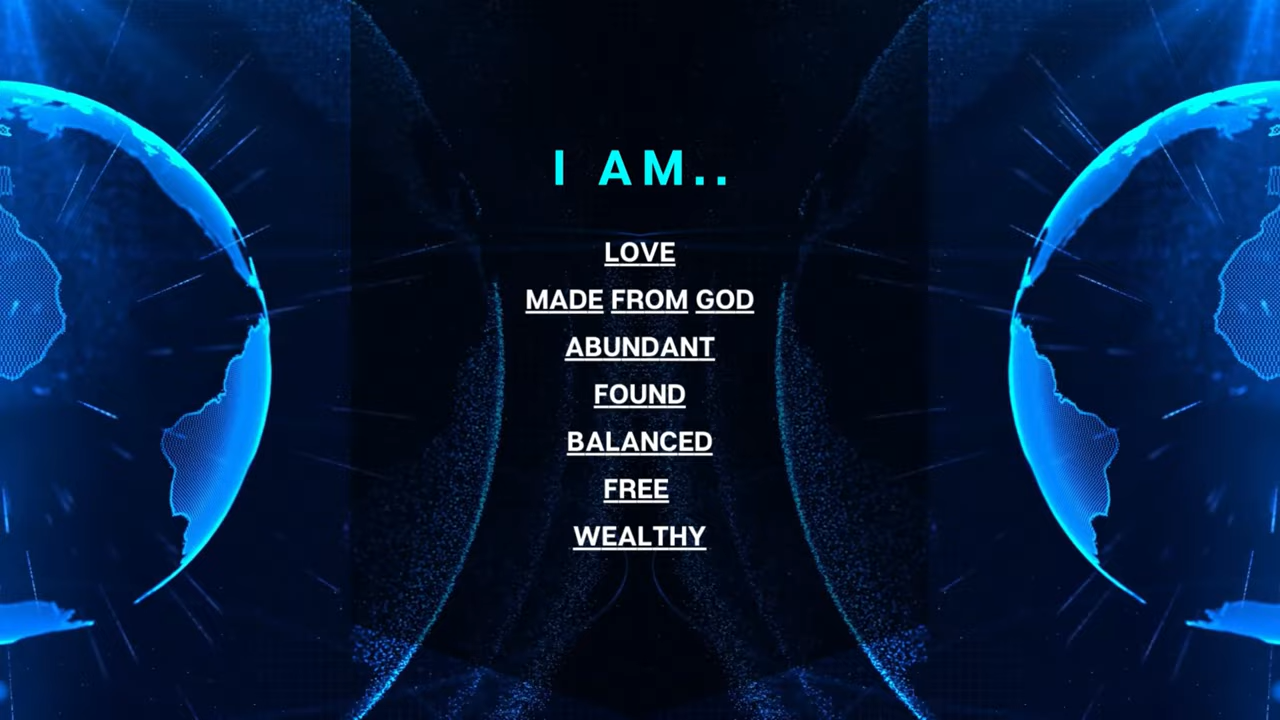 I AM..
LOVE
MADE FROM GOD
ABUNDANT
FOUND
BALANCED
FREE
WEALTHY